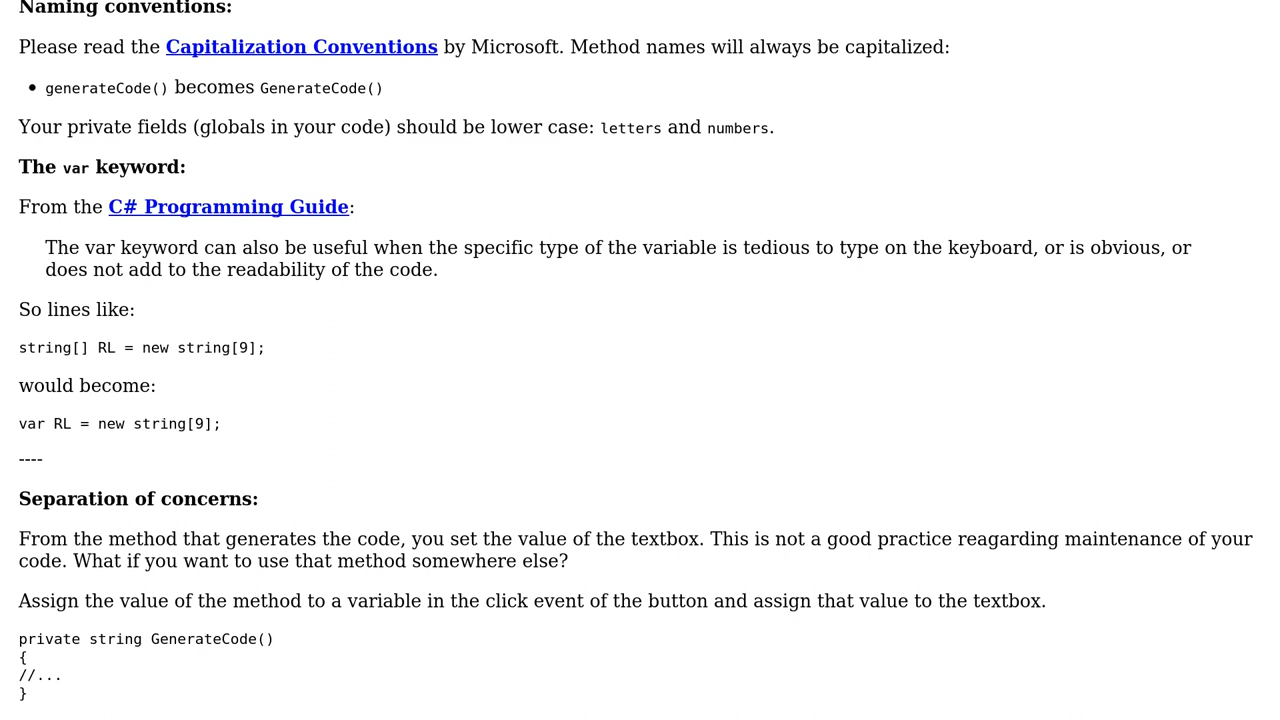 Naming conventions:
Please read the Capitalization Conventions by Microsoft. Method names will always be capitalized:
• generateCode() becomes GenerateCode()
Your private fields (globals in your code) should be lower case: letters and numbers.
The var keyword:
From the C# Programming Guide:
The var keyword can also be useful when the specific type of the variable is tedious to type on the keyboard, or is obvious, or
does not add to the readability of the code.
So lines like:
string[] RL = new string[9];
would become:
var RL = new string[9];
----
Separation of concerns:
From the method that generates the code, you set the value of the textbox. This is not a good practice reagarding maintenance of your
code. What if you want to use that method somewhere else?
Assign the value of the method to a variable in the click event of the button and assign that value to the textbox.
private string GenerateCode()
{
//...
}